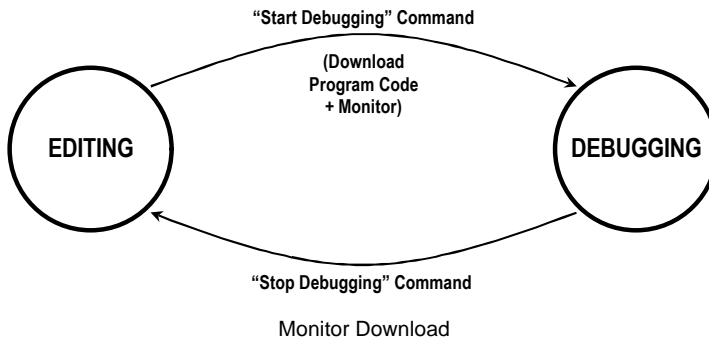 “Start Debugging” Command
(Download
Program Code
+ Monitor)
EDITING
DEBUGGING
“Stop Debugging” Command
Monitor Download